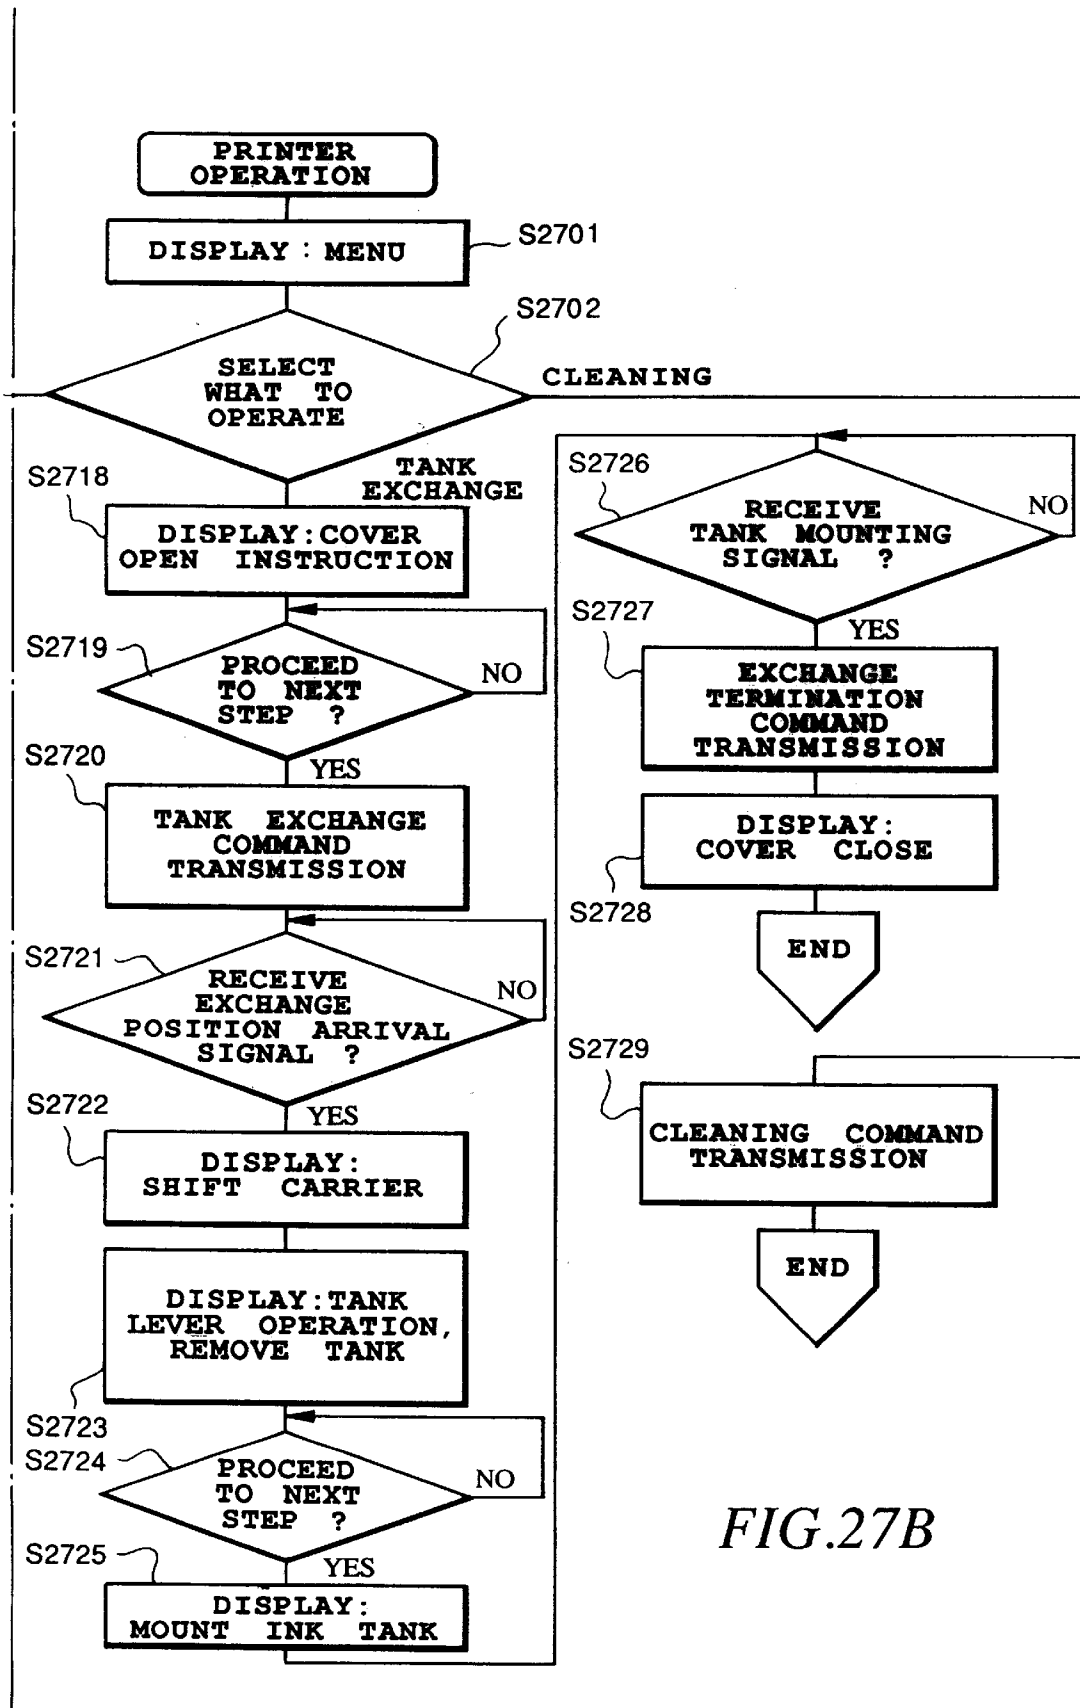 PRINTER
OPERATION
DISPLAY : MENU
S2701
S2702
SELECT
WHAT TO
OPERATE
CLEANING
TANK
EXCHANGE
S2718
DISPLAY:COVER
OPEN INSTRUCTION
S2719
PROCEED
TO NEXT
STEP ?
NO
YES
S2720
TANK EXCHANGE
COMMAND
TRANSMISSION
S2721
RECEIVE
EXCHANGE
POSITION ARRIVAL
SIGNAL ?
NO
YES
S2722
DISPLAY:
SHIFT CARRIER
DISPLAY:TANK
LEVER OPERATION,
REMOVE TANK
S2723
S2724
PROCEED
TO NEXT
STEP ?
NO
YES
S2725
DISPLAY:
MOUNT INK TANK
S2726
RECEIVE
TANK MOUNTING
SIGNAL ?
NO
YES
S2727
EXCHANGE
TERMINATION
COMMAND
TRANSMISSION
DISPLAY:
COVER CLOSE
S2728
END
S2729
CLEANING COMMAND
TRANSMISSION
END
FIG.27B